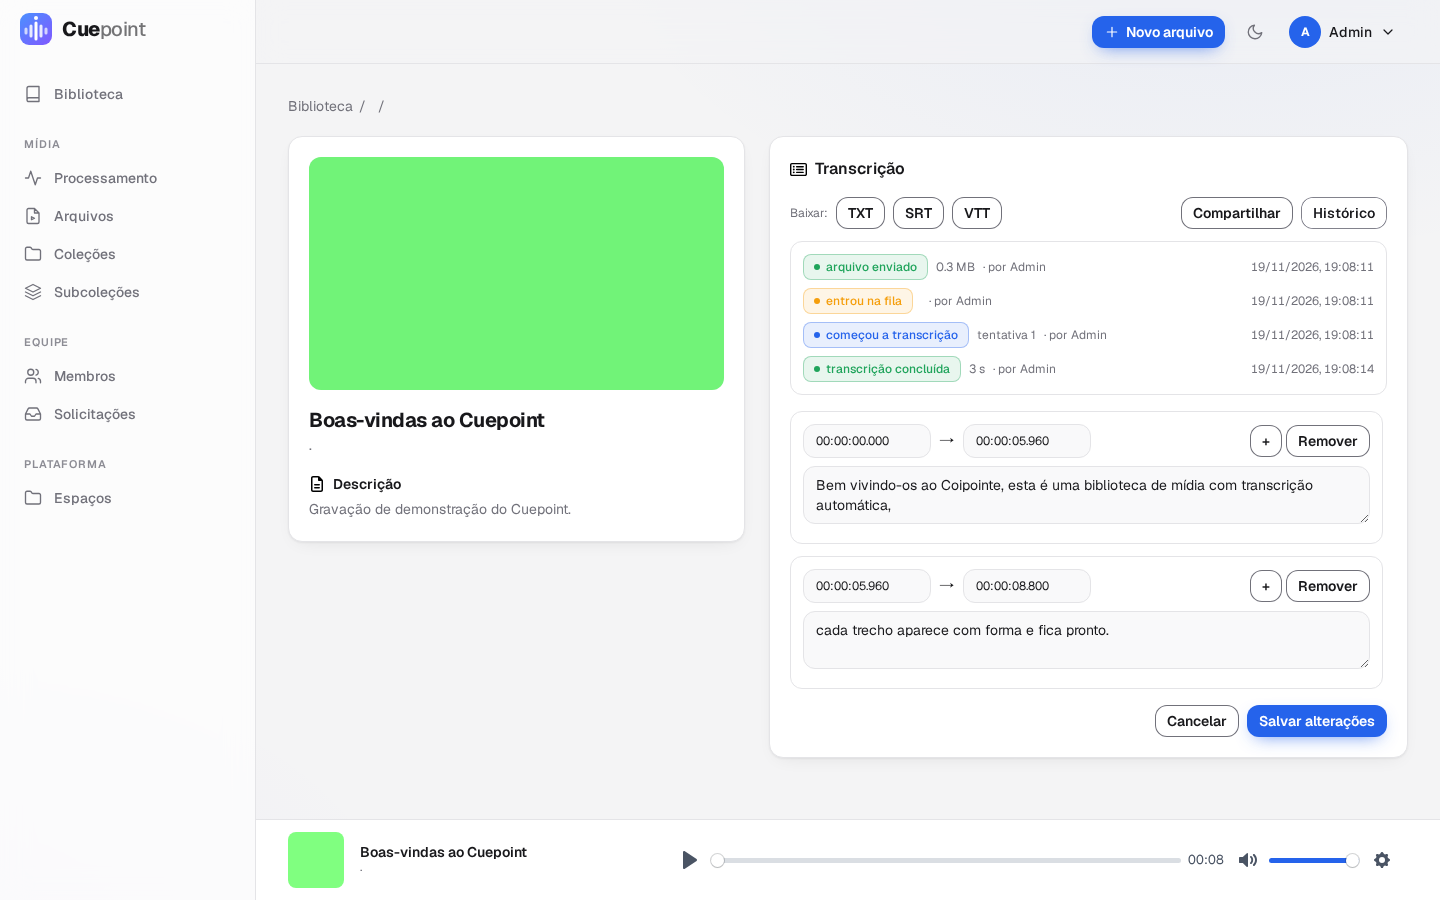 Cuepoint
Novo arquivo
A
Admin
Biblioteca
MÍDIA
Processamento
Arquivos
Coleções
Subcoleções
EQUIPE
Membros
Solicitações
PLATAFORMA
Espaços
Biblioteca / /
Boas-vindas ao Cuepoint
·
Descrição
Gravação de demonstração do Cuepoint.
Transcrição
Baixar: TXT SRT VTT Compartilhar Histórico
arquivo enviado 0.3 MB · por Admin 19/11/2026, 19:08:11
entrou na fila · por Admin 19/11/2026, 19:08:11
começou a transcrição tentativa 1 · por Admin 19/11/2026, 19:08:11
transcrição concluída 3 s · por Admin 19/11/2026, 19:08:14
00:00:00.000 → 00:00:05.960 + Remover
Bem vivindo-os ao Coipointe, esta é uma biblioteca de mídia com transcrição
automática,
00:00:05.960 → 00:00:08.800 + Remover
cada trecho aparece com forma e fica pronto.
Cancelar Salvar alterações
Boas-vindas ao Cuepoint
·
00:08